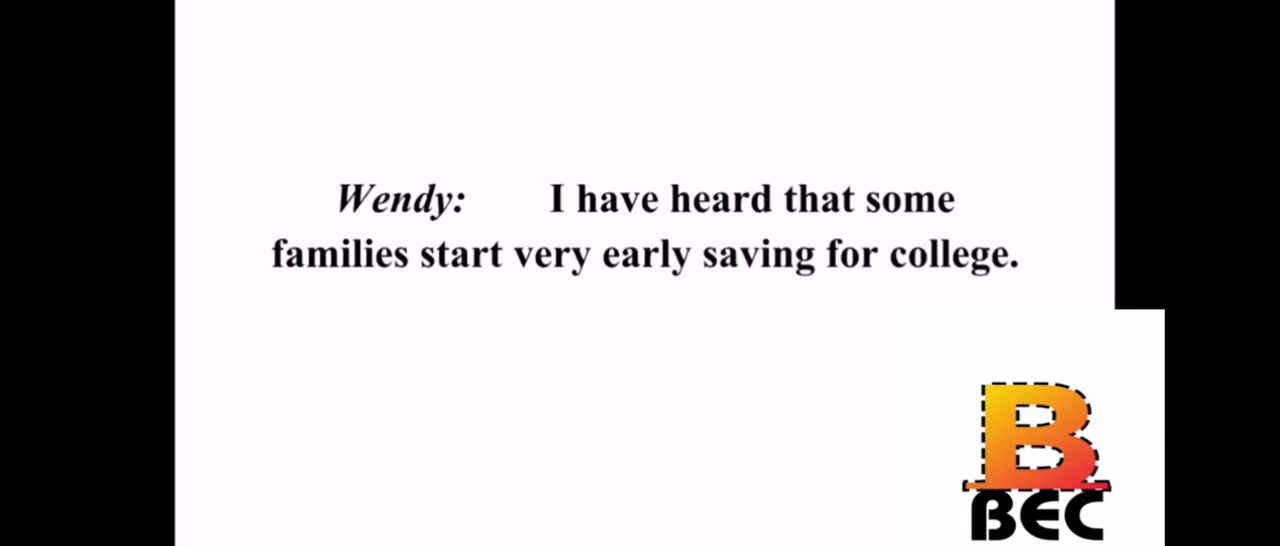 Wendy: I have heard that some
families start very early saving for college.
B
BEC